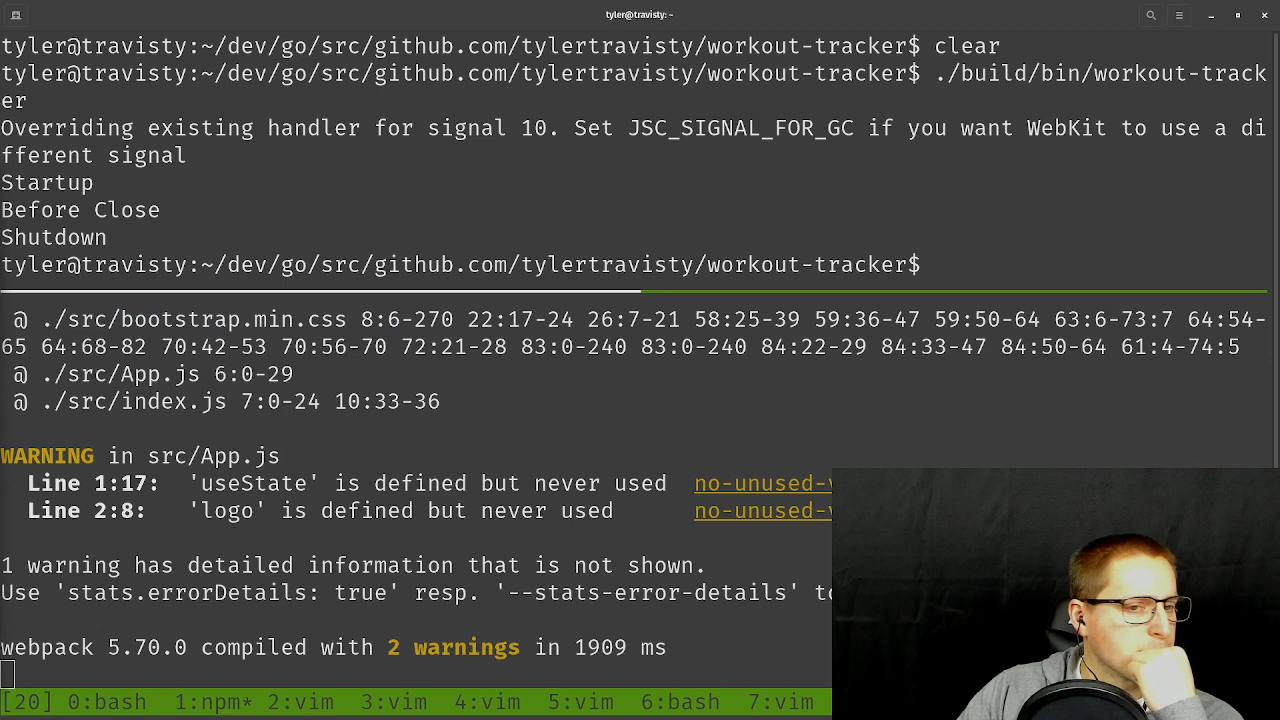 tyler@travisty: ~
tyler@travisty:~/dev/go/src/github.com/tylertravisty/workout-tracker$ clear
tyler@travisty:~/dev/go/src/github.com/tylertravisty/workout-tracker$ ./build/bin/workout-track
er
Overriding existing handler for signal 10. Set JSC_SIGNAL_FOR_GC if you want WebKit to use a di
fferent signal
Startup
Before Close
Shutdown
tyler@travisty:~/dev/go/src/github.com/tylertravisty/workout-tracker$
@ ./src/bootstrap.min.css 8:6-270 22:17-24 26:7-21 58:25-39 59:36-47 59:50-64 63:6-73:7 64:54-
65 64:68-82 70:42-53 70:56-70 72:21-28 83:0-240 83:0-240 84:22-29 84:33-47 84:50-64 61:4-74:5
@ ./src/App.js 6:0-29
@ ./src/index.js 7:0-24 10:33-36
WARNING in src/App.js
Line 1:17: 'useState' is defined but never used no-unused-v
Line 2:8: 'logo' is defined but never used no-unused-v
1 warning has detailed information that is not shown.
Use 'stats.errorDetails: true' resp. '--stats-error-details' to
webpack 5.70.0 compiled with 2 warnings in 1909 ms
[20] 0:bash 1:npm* 2:vim 3:vim 4:vim 5:vim 6:bash 7:vim